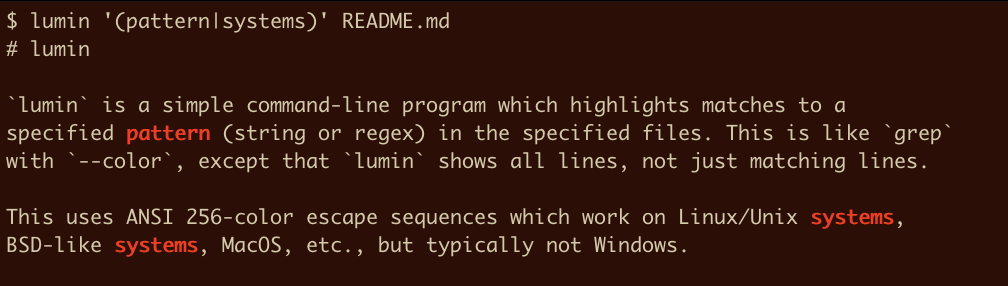 $ lumin '(pattern|systems)' README.md
# lumin
`lumin` is a simple command-line program which highlights matches to a
specified pattern (string or regex) in the specified files. This is like `grep`
with `--color`, except that `lumin` shows all lines, not just matching lines.
This uses ANSI 256-color escape sequences which work on Linux/Unix systems,
BSD-like systems, MacOS, etc., but typically not Windows.